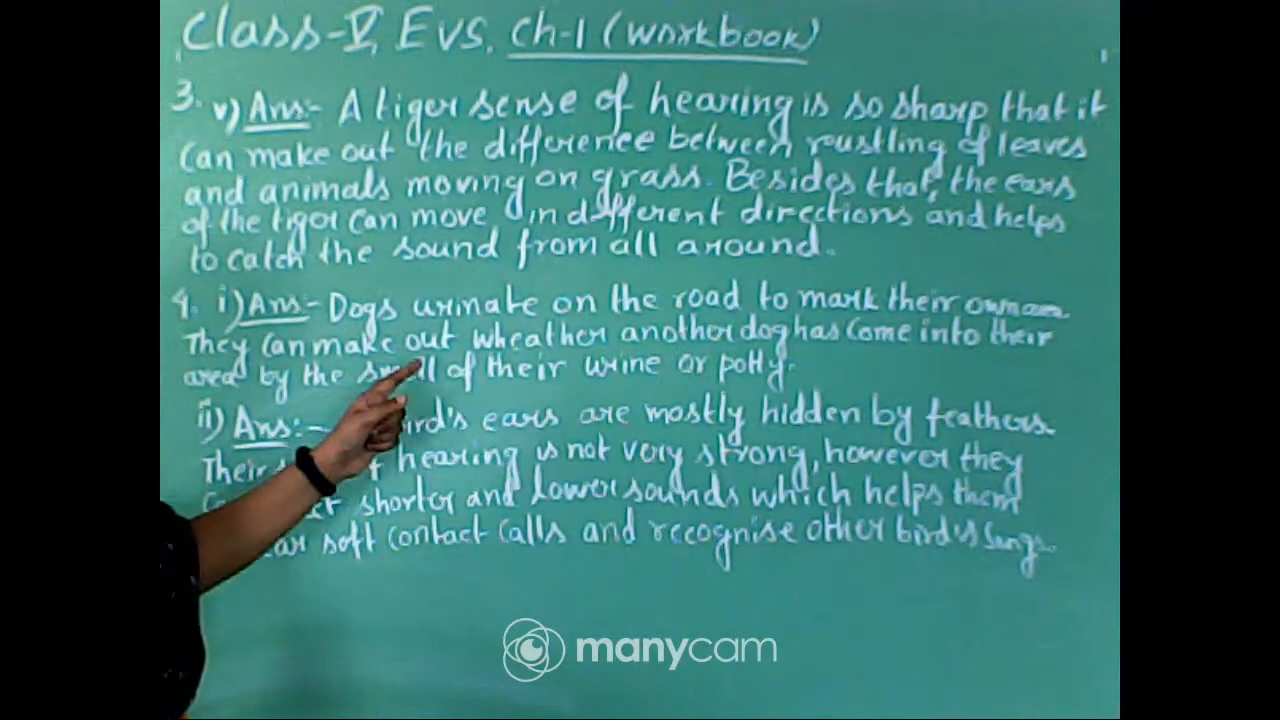 Class-V, EVS. Ch-1 (Workbook)
3. v) Ans:- A tiger sense of hearing is so sharp that it
can make out the difference between rustling of leaves
and animals moving on grass. Besides that, the ears
of the tiger can move in different directions and helps
to catch the sound from all around.
4. i) Ans:- Dogs urinate on the road to mark their own
They can make out wheather another dog has come into their
area by the smell of their urine or potty.
ii) Ans:- ears are mostly hidden by feathers.
Their hearing is not very strong, however they
shorter and lower sounds which helps them
soft contact calls and recognise other bird's
manycam